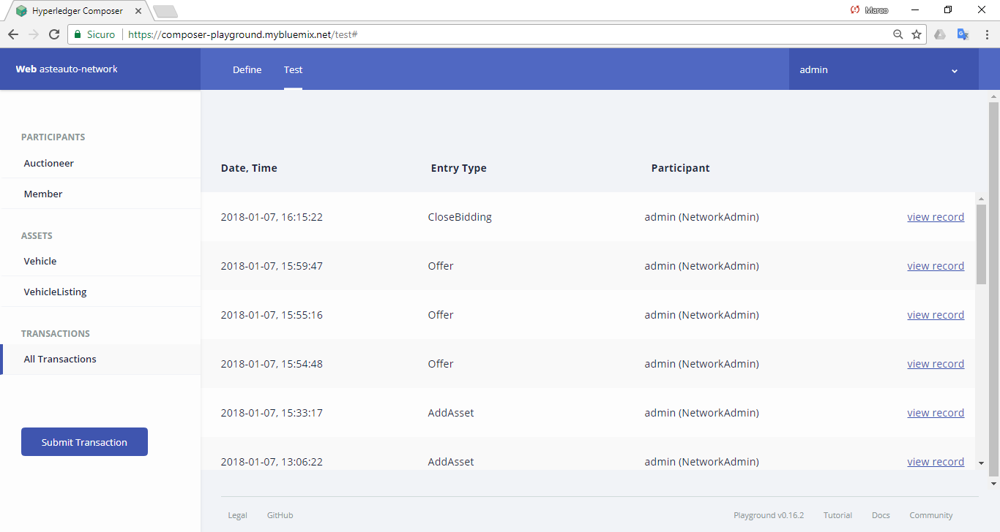 Hyperledger Composer
Marco
Sicuro https://composer-playground.mybluemix.net/test#
Web asteauto-network Define Test admin
PARTICIPANTS
Auctioneer
Member
ASSETS
Vehicle
VehicleListing
TRANSACTIONS
All Transactions
Submit Transaction
Date, Time Entry Type Participant
2018-01-07, 16:15:22 CloseBidding admin (NetworkAdmin) view record
2018-01-07, 15:59:47 Offer admin (NetworkAdmin) view record
2018-01-07, 15:55:16 Offer admin (NetworkAdmin) view record
2018-01-07, 15:54:48 Offer admin (NetworkAdmin) view record
2018-01-07, 15:33:17 AddAsset admin (NetworkAdmin) view record
2018-01-07, 13:06:22 AddAsset admin (NetworkAdmin) view record
Legal GitHub Playground v0.16.2 Tutorial Docs Community